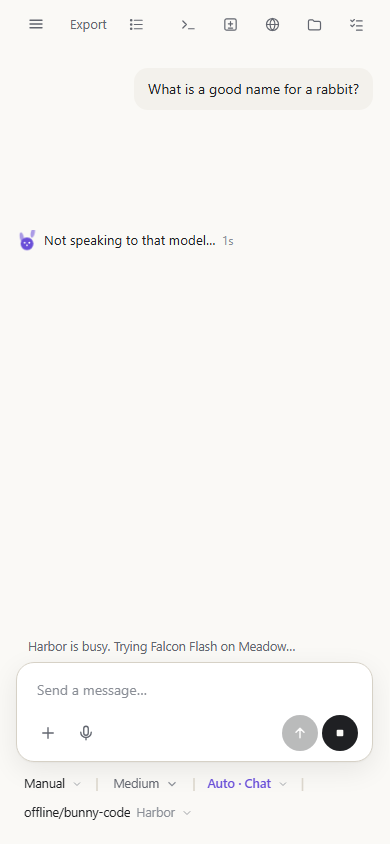 Export
What is a good name for a rabbit?
Not speaking to that model... 1s
Harbor is busy. Trying Falcon Flash on Meadow...
Send a message...
Manual | Medium | Auto · Chat |
offline/bunny-code Harbor